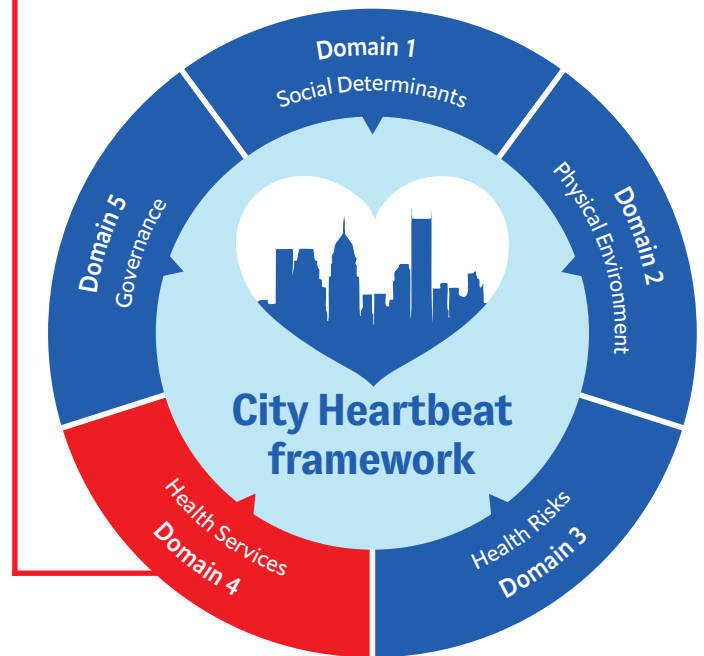 Domain 1
Social Determinants
Domain 2
Physical Environment
Health Risks
Domain 3
Health Services
Domain 4
Domain 5
Governance
City Heartbeat
framework